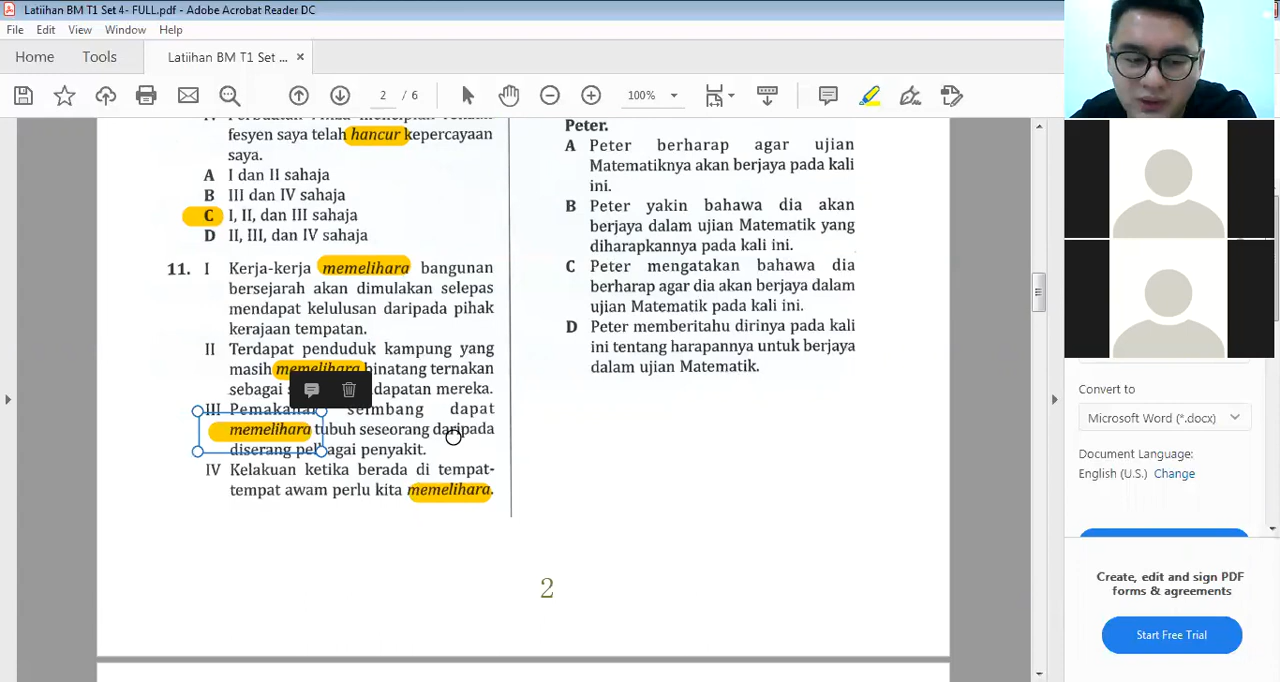 Latiihan BM T1 Set 4- FULL.pdf - Adobe Acrobat Reader DC
File Edit View Window Help
Home Tools Latiihan BM T1 Set ... ×
2 / 6 100%
fesyen saya telah hancur kepercayaan
saya.
A I dan II sahaja
B III dan IV sahaja
C I, II, dan III sahaja
D II, III, dan IV sahaja
11. I Kerja-kerja memelihara bangunan
bersejarah akan dimulakan selepas
mendapat kelulusan daripada pihak
kerajaan tempatan.
II Terdapat penduduk kampung yang
masih memelihara binatang ternakan
sebagai dapatan mereka.
III Pemakanan seimbang dapat
memelihara tubuh seseorang daripada
diserang pelbagai penyakit.
IV Kelakuan ketika berada di tempat-
tempat awam perlu kita memelihara.
Peter.
A Peter berharap agar ujian
Matematiknya akan berjaya pada kali
ini.
B Peter yakin bahawa dia akan
berjaya dalam ujian Matematik yang
diharapkannya pada kali ini.
C Peter mengatakan bahawa dia
berharap agar dia akan berjaya dalam
ujian Matematik pada kali ini.
D Peter memberitahu dirinya pada kali
ini tentang harapannya untuk berjaya
dalam ujian Matematik.
2
Convert to
Microsoft Word (*.docx)
Document Language:
English (U.S.) Change
Create, edit and sign PDF
forms & agreements
Start Free Trial